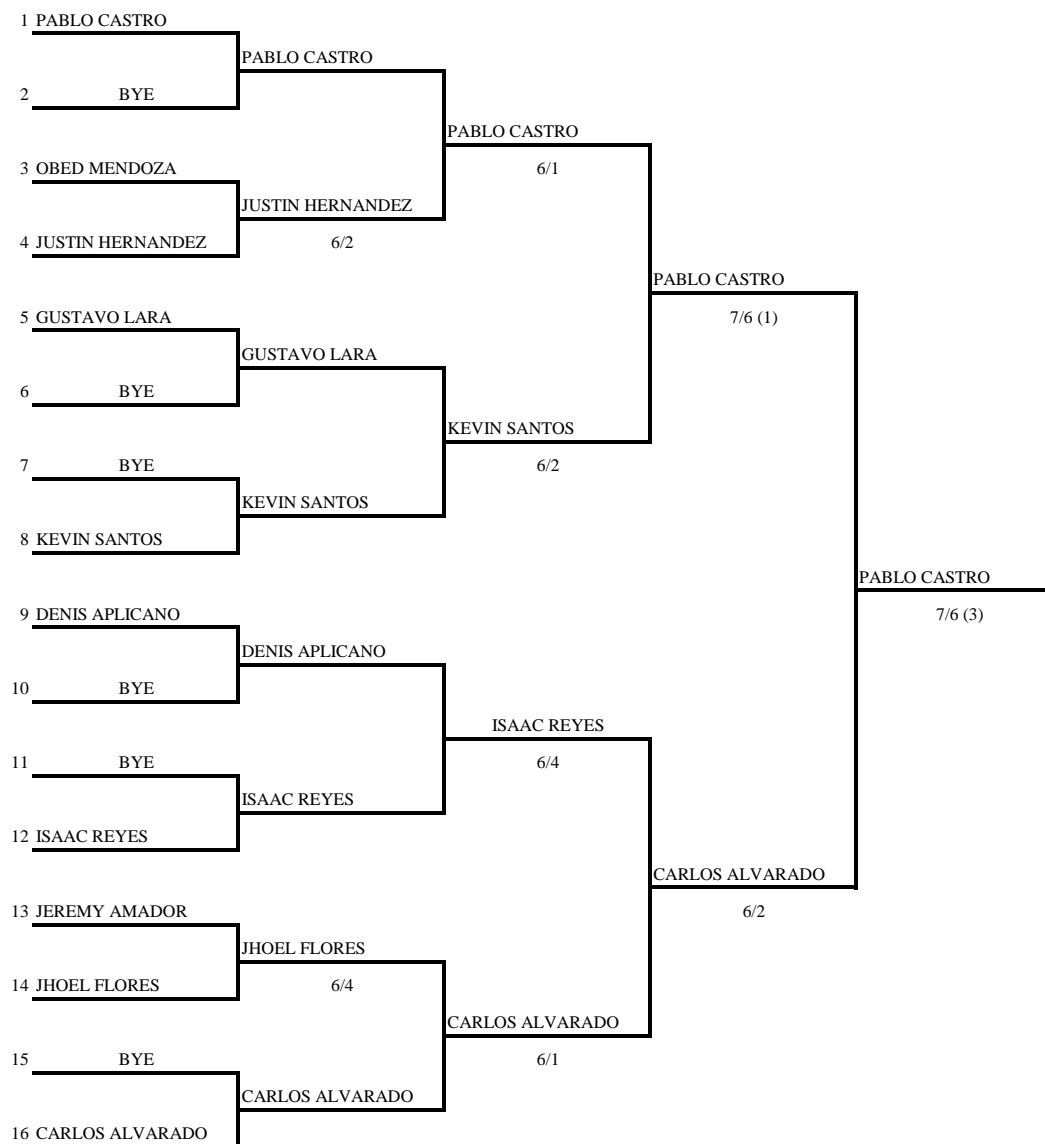 1 PABLO CASTRO
PABLO CASTRO
2 BYE
PABLO CASTRO
3 OBED MENDOZA
6/1
JUSTIN HERNANDEZ
4 JUSTIN HERNANDEZ
6/2
PABLO CASTRO
5 GUSTAVO LARA
7/6 (1)
GUSTAVO LARA
6 BYE
KEVIN SANTOS
7 BYE
6/2
KEVIN SANTOS
8 KEVIN SANTOS
PABLO CASTRO
9 DENIS APLICANO
7/6 (3)
DENIS APLICANO
10 BYE
ISAAC REYES
11 BYE
6/4
ISAAC REYES
12 ISAAC REYES
CARLOS ALVARADO
13 JEREMY AMADOR
6/2
JHOEL FLORES
14 JHOEL FLORES
6/4
CARLOS ALVARADO
15 BYE
6/1
CARLOS ALVARADO
16 CARLOS ALVARADO